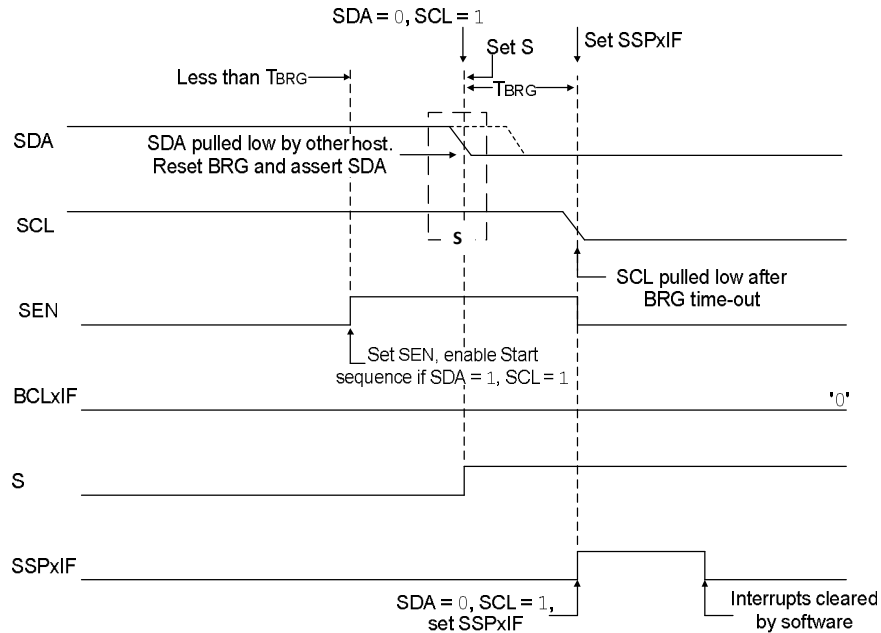 SDA = 0, SCL = 1
Set S
Set SSPxIF
Less than TBRG
TBRG
SDA
SDA pulled low by other host.
Reset BRG and assert SDA
SCL
S
SCL pulled low after
BRG time-out
SEN
Set SEN, enable Start
sequence if SDA = 1, SCL = 1
BCLxIF
'0'
S
SSPxIF
SDA = 0, SCL = 1,
set SSPxIF
Interrupts cleared
by software